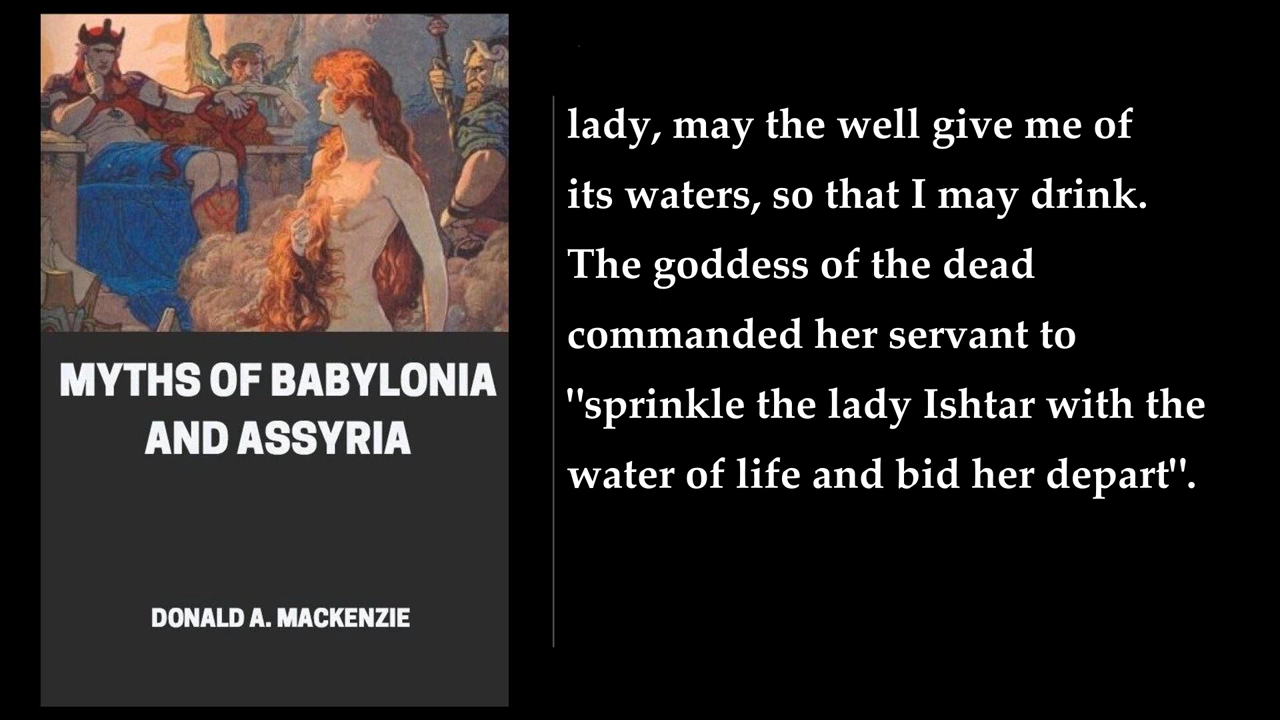 MYTHS OF BABYLONIA
AND ASSYRIA
DONALD A. MACKENZIE
lady, may the well give me of
its waters, so that I may drink.
The goddess of the dead
commanded her servant to
"sprinkle the lady Ishtar with the
water of life and bid her depart".